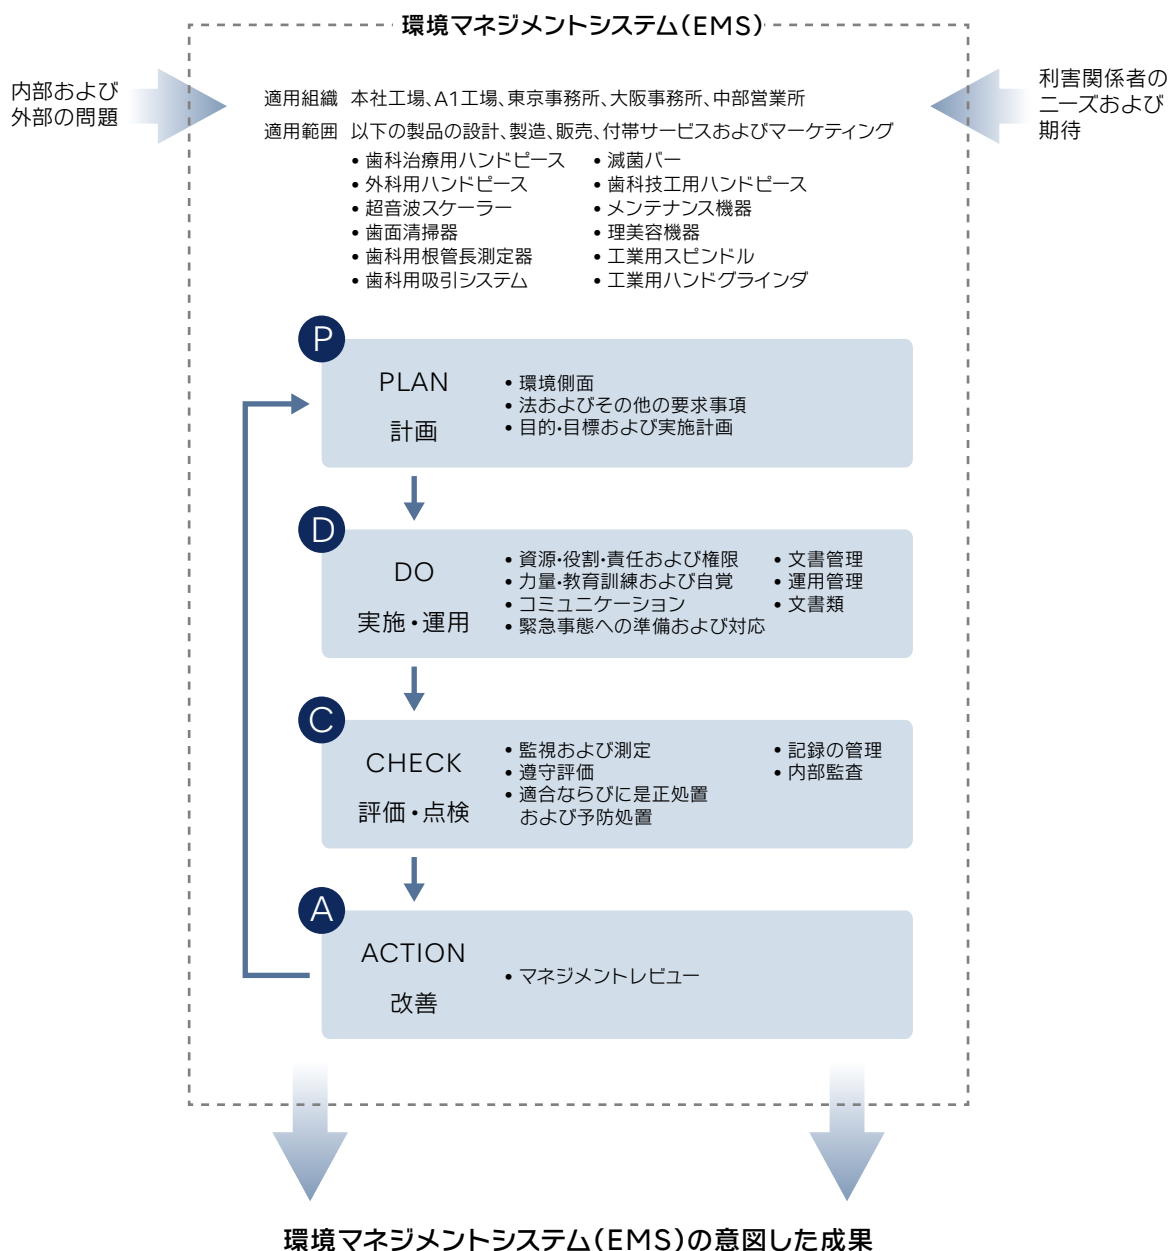 環境マネジメントシステム(EMS)
内部および
外部の問題
利害関係者の
ニーズおよび
期待
適用組織 本社工場、A1工場、東京事務所、大阪事務所、中部営業所
適用範囲 以下の製品の設計、製造、販売、付帯サービスおよびマーケティング
• 歯科治療用ハンドピース
• 外科用ハンドピース
• 超音波スケーラー
• 歯面清掃器
• 歯科用根管長測定器
• 歯科用吸引システム
• 滅菌バー
• 歯科技工用ハンドピース
• メンテナンス機器
• 理美容機器
• 工業用スピンドル
• 工業用ハンドグラインダ
P
PLAN
計画
• 環境側面
• 法およびその他の要求事項
• 目的・目標および実施計画
D
DO
実施・運用
• 資源・役割・責任および権限
• 力量・教育訓練および自覚
• コミュニケーション
• 緊急事態への準備および対応
• 文書管理
• 運用管理
• 文書類
C
CHECK
評価・点検
• 監視および測定
• 遵守評価
• 適合ならびに是正処置
および予防処置
• 記録の管理
• 内部監査
A
ACTION
改善
• マネジメントレビュー
環境マネジメントシステム(EMS)の意図した成果